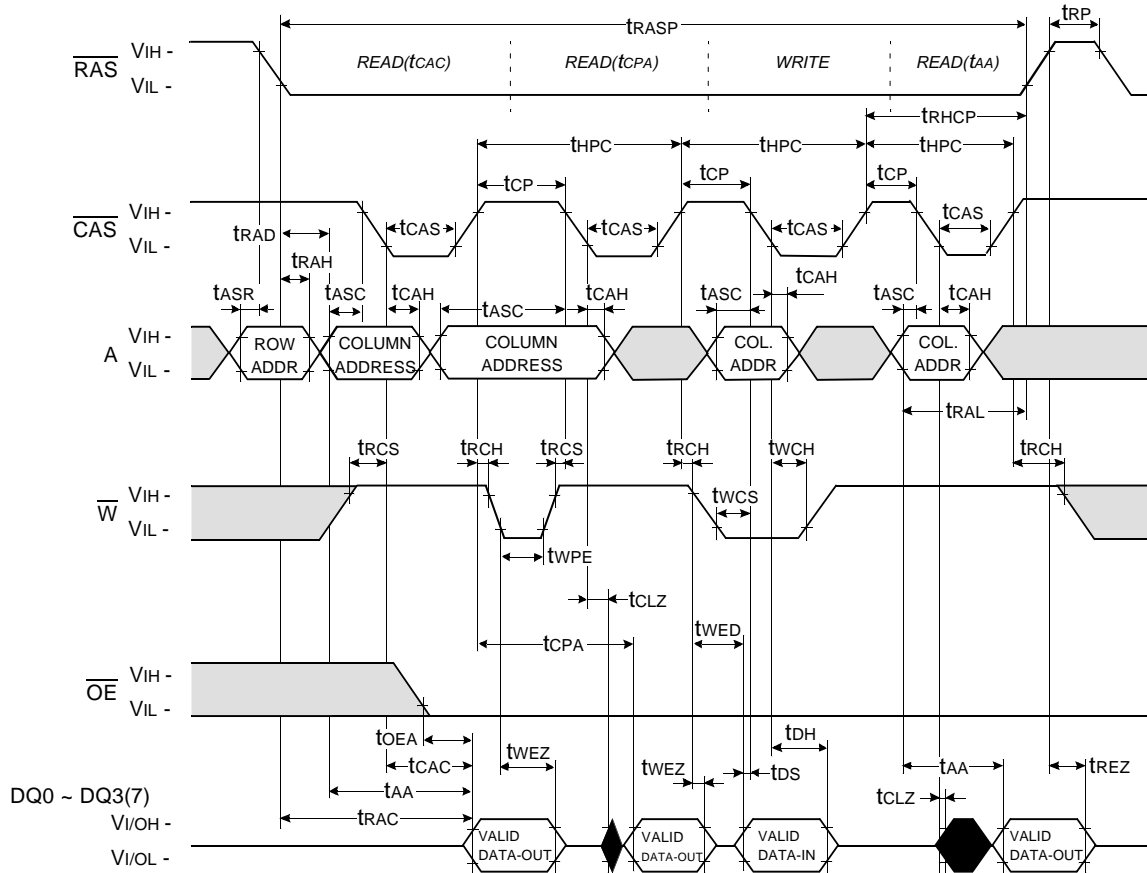 tRASP
tRP
RAS
VIH -
VIL -
READ(tCAC)
READ(tCPA)
WRITE
READ(tAA)
tRHCP
tHPC
tHPC
tHPC
tCP
tCP
tCP
CAS
VIH -
VIL -
tCAS
tCAS
tCAS
tCAS
tRAD
tRAH
tASR
tASC
tCAH
tASC
tCAH
tASC
tCAH
tASC
tCAH
A
VIH -
VIL -
ROW
ADDR
COLUMN
ADDRESS
COLUMN
ADDRESS
COL.
ADDR
COL.
ADDR
tRAL
tRCS
tRCH
tRCS
tRCH
tWCH
tRCH
W
VIH -
VIL -
tWCS
tWPE
tCLZ
tCPA
tWED
OE
VIH -
VIL -
tOEA
tCAC
tWEZ
tWEZ
tDH
tDS
tAA
tAA
tREZ
tCLZ
tRAC
DQ0 ~ DQ3(7)
VI/OH -
VI/OL -
VALID
DATA-OUT
VALID
DATA-OUT
VALID
DATA-IN
VALID
DATA-OUT